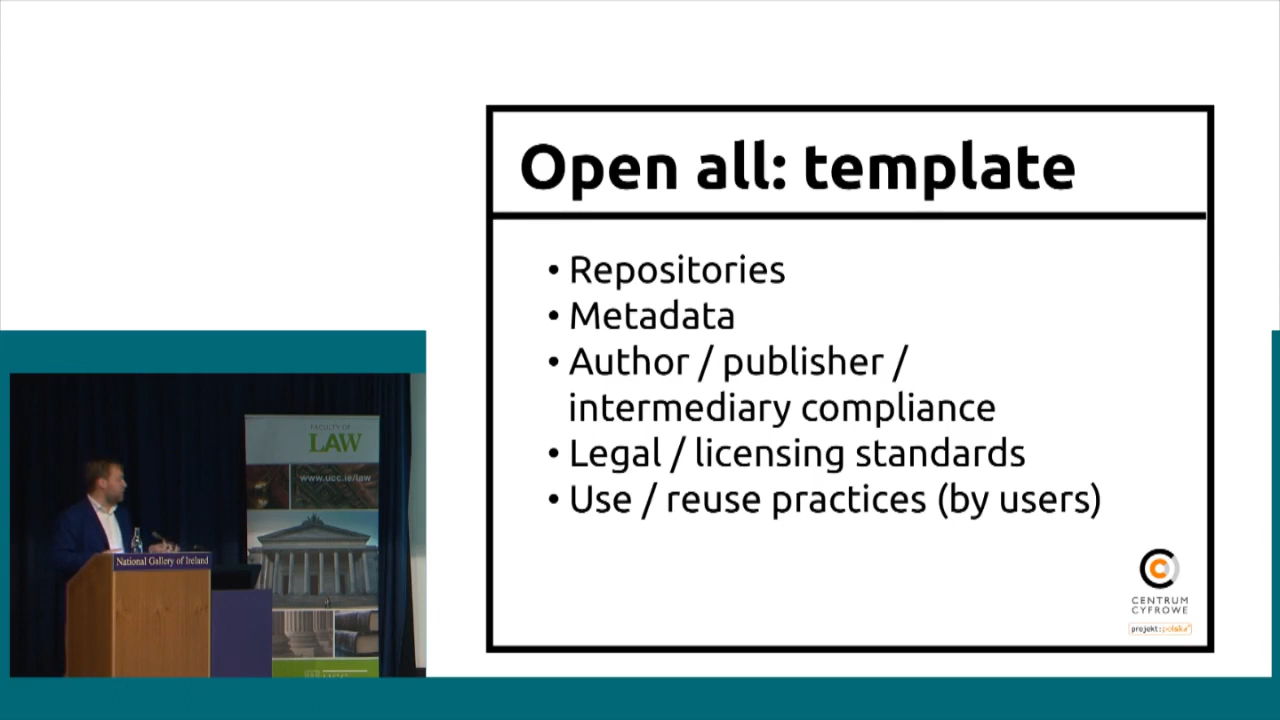 Open all: template
• Repositories
• Metadata
• Author / publisher /
intermediary compliance
• Legal / licensing standards
• Use / reuse practices (by users)
CENTRUM
CYFROWE
projekt: polska
FACULTY OF
LAW
www.ucc.ie/law
National Gallery of Ireland